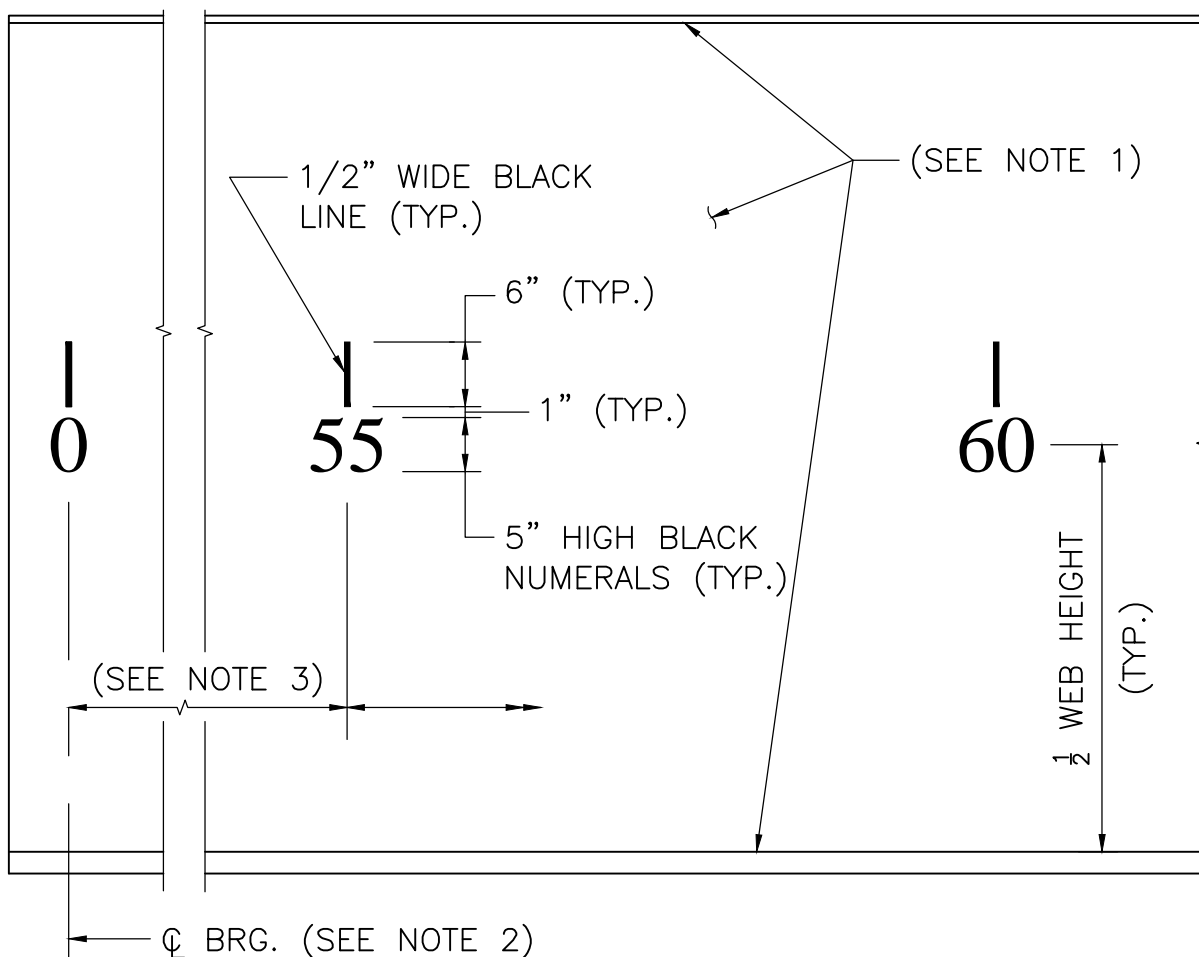 (SEE NOTE 1)
1/2” WIDE BLACK
LINE (TYP.)
6” (TYP.)
1” (TYP.)
0
55
60
5” HIGH BLACK
NUMERALS (TYP.)
½ WEB HEIGHT
(TYP.)
(SEE NOTE 3)
℄ BRG. (SEE NOTE 2)